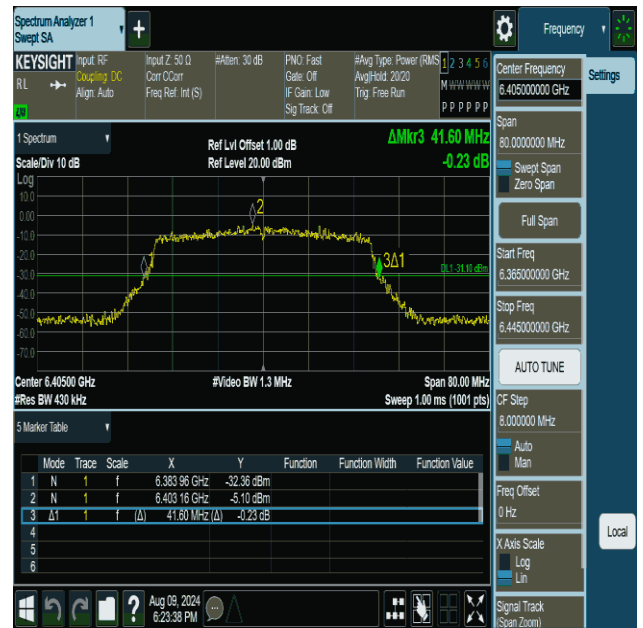 Spectrum Analyzer 1
Swept SA
+
Frequency
KEYSIGHT
RL
LXI
Input: RF
Coupling: DC
Align: Auto
Input Z: 50 Ω
Corr CCorr
Freq Ref: Int (S)
#Atten: 30 dB
PNO: Fast
Gate: Off
IF Gain: Low
Sig Track: Off
#Avg Type: Power (RMS
Avg|Hold: 20/20
Trig: Free Run
1 2 3 4 5 6
M W W W W W
P P P P P P
1 Spectrum
Scale/Div 10 dB
Ref Lvl Offset 1.00 dB
Ref Level 20.00 dBm
ΔMkr3 41.60 MHz
-0.23 dB
Log
10.0
0.00
-10.0
-20.0
-30.0
-40.0
-50.0
-60.0
-70.0
1
2
3Δ1
DL1 -31.10 dBm
Center 6.40500 GHz
#Res BW 430 kHz
#Video BW 1.3 MHz
Span 80.00 MHz
Sweep 1.00 ms (1001 pts)
5 Marker Table
Mode Trace Scale X Y Function Function Width Function Value
1 N 1 f 6.383 96 GHz -32.36 dBm
2 N 1 f 6.403 16 GHz -5.10 dBm
3 Δ1 1 f (Δ) 41.60 MHz (Δ) -0.23 dB
4
5
6
Aug 09, 2024
6:23:38 PM
?
Center Frequency
6.405000000 GHz
Settings
Span
80.0000000 MHz
Swept Span
Zero Span
Full Span
Start Freq
6.365000000 GHz
Stop Freq
6.445000000 GHz
AUTO TUNE
CF Step
8.000000 MHz
Auto
Man
Freq Offset
0 Hz
X Axis Scale
Log
Lin
Local
Signal Track
(Span Zoom)